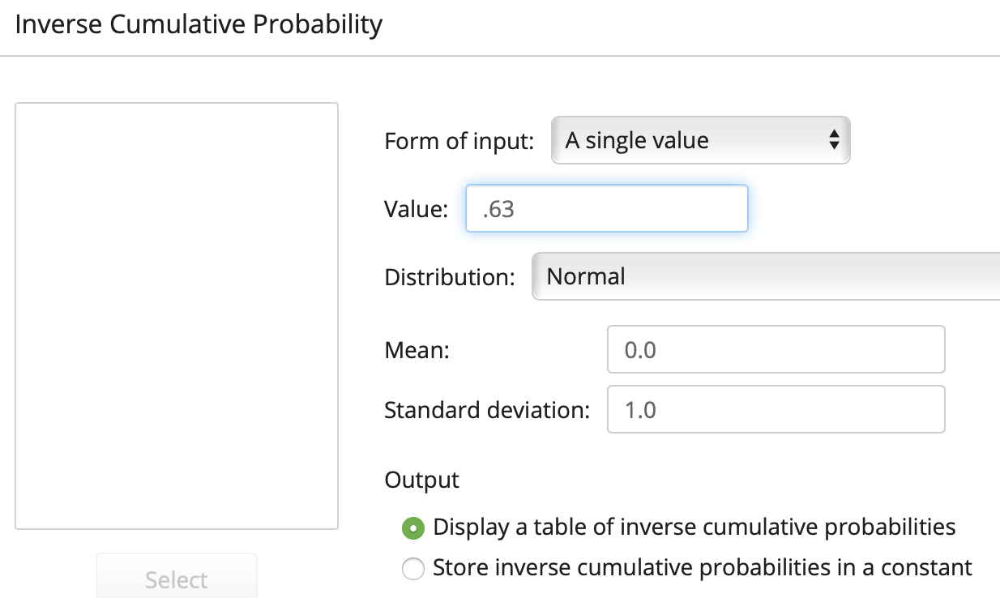 Inverse Cumulative Probability
Form of input: A single value
Value: .63
Distribution: Normal
Mean: 0.0
Standard deviation: 1.0
Output
Display a table of inverse cumulative probabilities
Store inverse cumulative probabilities in a constant
Select